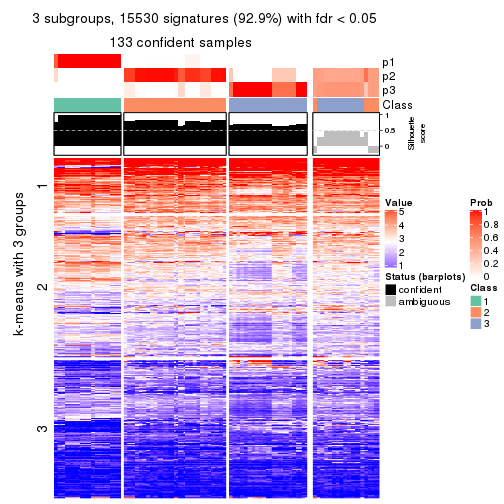 3 subgroups, 15530 signatures (92.9%) with fdr < 0.05
133 confident samples
p1
p2
p3
Class
1
0.5
0
Silhouette
score
k-means with 3 groups
1
2
3
Value
5
4
3
2
1
Status (barplots)
confident
ambiguous
Prob
1
0.8
0.6
0.4
0.2
0
Class
1
2
3